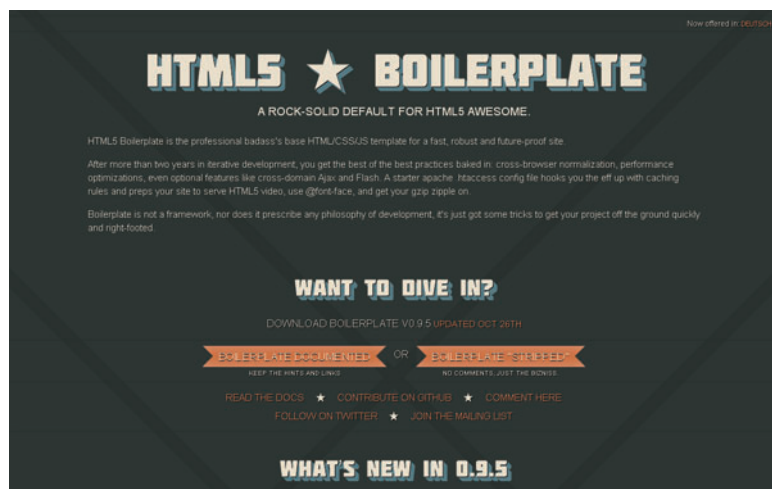 Now offered in: DEUTSCH
HTML5 ★ BOILERPLATE
A ROCK-SOLID DEFAULT FOR HTML5 AWESOME.
HTML5 Boilerplate is the professional badass's base HTML/CSS/JS template for a fast, robust and future-proof site.
After more than two years in iterative development, you get the best of the best practices baked in: cross-browser normalization, performance
optimizations, even optional features like cross-domain Ajax and Flash. A starter apache .htaccess config file hooks you the eff up with caching
rules and preps your site to serve HTML5 video, use @font-face, and get your gzip zipple on.
Boilerplate is not a framework, nor does it prescribe any philosophy of development, it's just got some tricks to get your project off the ground quickly
and right-footed.
WANT TO DIVE IN?
DOWNLOAD BOILERPLATE V0.9.5 UPDATED OCT 26TH
BOILERPLATE DOCUMENTED OR BOILERPLATE "STRIPPED"
KEEP THE HINTS AND LINKS NO COMMENTS, JUST THE BIZNISS.
READ THE DOCS ★ CONTRIBUTE ON GITHUB ★ COMMENT HERE
FOLLOW ON TWITTER ★ JOIN THE MAILING LIST
WHAT'S NEW IN 0.9.5